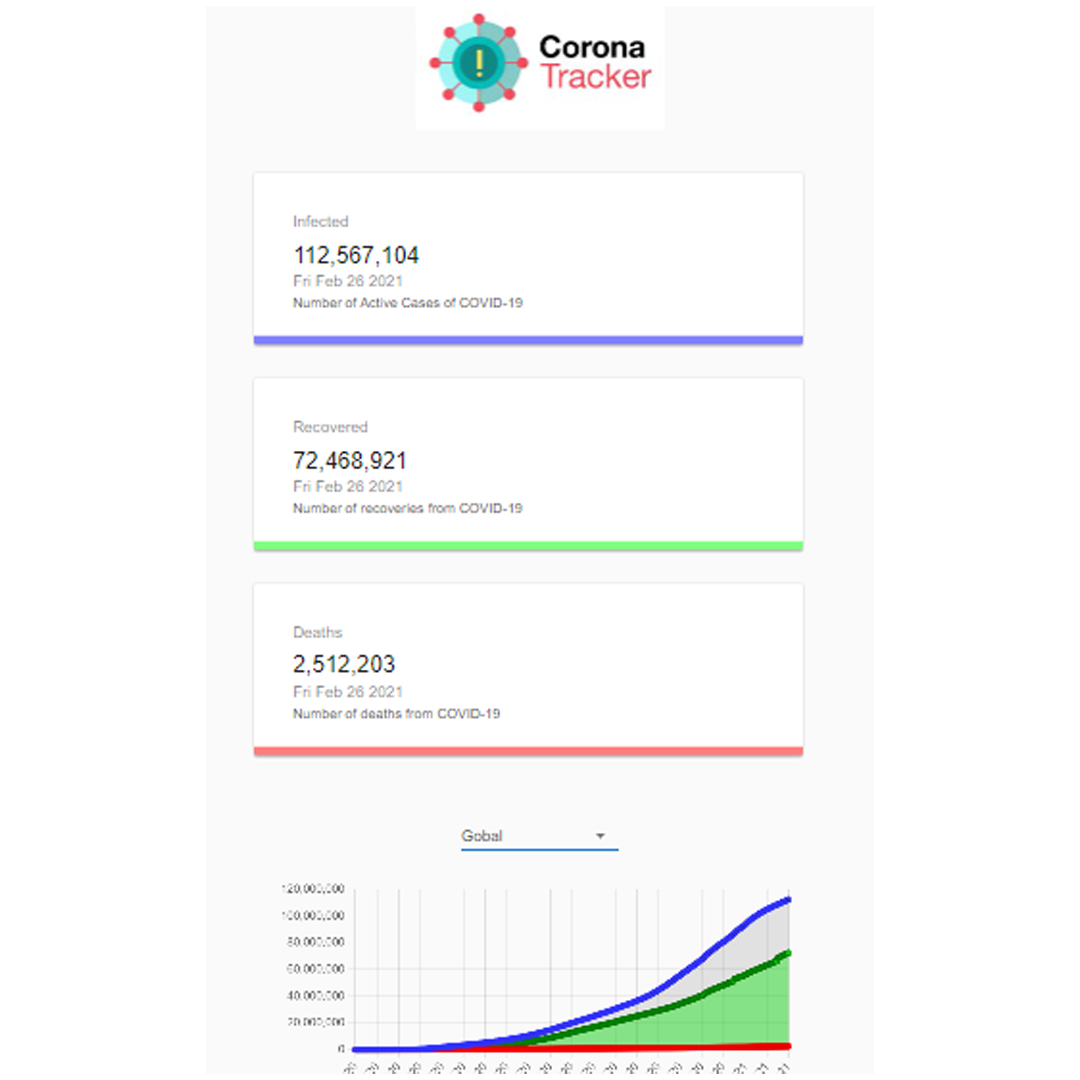 Corona
Tracker
Infected
112,567,104
Fri Feb 26 2021
Number of Active Cases of COVID-19
Recovered
72,468,921
Fri Feb 26 2021
Number of recoveries from COVID-19
Deaths
2,512,203
Fri Feb 26 2021
Number of deaths from COVID-19
Gobal
120,000,000
100,000,000
80,000,000
60,000,000
40,000,000
20,000,000
0